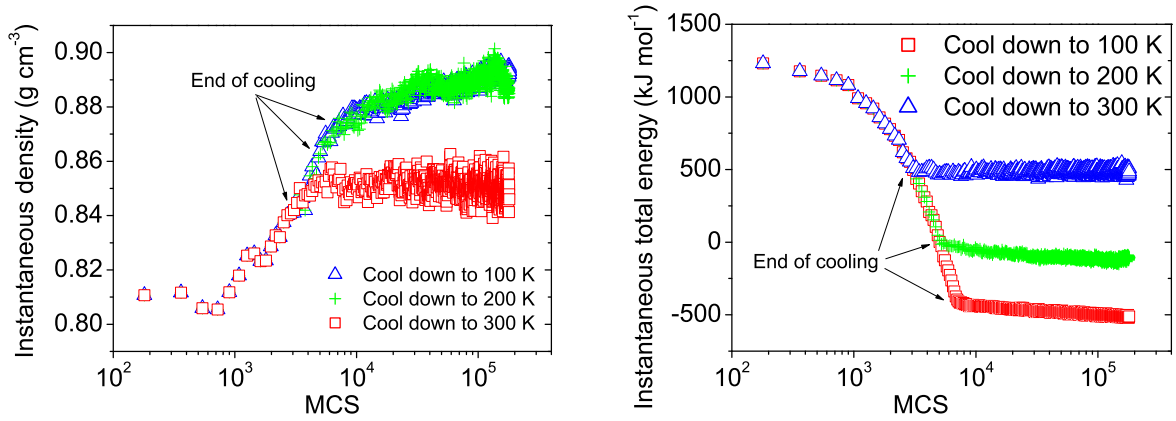 Instantaneous density (g cm⁻³)
0.90
0.88
0.86
0.84
0.82
0.80
End of cooling
Cool down to 100 K
Cool down to 200 K
Cool down to 300 K
10² 10³ 10⁴ 10⁵
MCS
Instantaneous total energy (kJ mol⁻¹)
1500
1000
500
0
-500
Cool down to 100 K
Cool down to 200 K
Cool down to 300 K
End of cooling
10² 10³ 10⁴ 10⁵
MCS